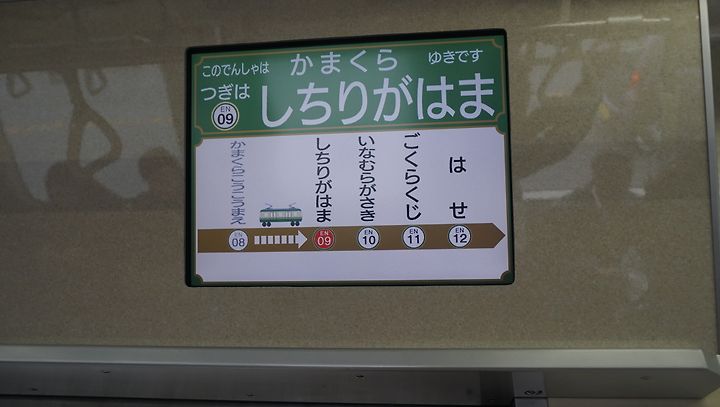 このでんしゃは かまくら ゆきです
つぎは
EN
09
しちりがはま
かまくらこうこうまえ
しちりがはま
いなむらがさき
ごくらくじ
はせ
EN
08
EN
09
EN
10
EN
11
EN
12